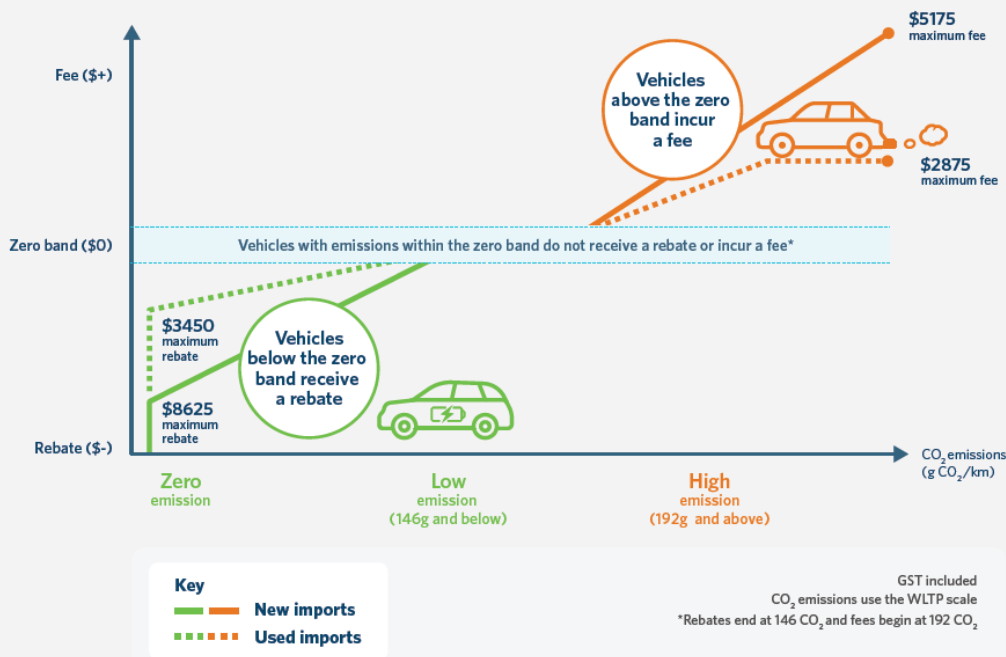 $5175
maximum fee
Fee ($+)
Vehicles
above the zero
band incur
a fee
$2875
maximum fee
Zero band ($0)
Vehicles with emissions within the zero band do not receive a rebate or incur a fee*
$3450
maximum
rebate
Vehicles
below the zero
band receive
a rebate
$8625
maximum
rebate
Rebate ($-)
CO₂ emissions
(g CO₂/km)
Zero
emission
Low
emission
(146g and below)
High
emission
(192g and above)
Key
New imports
Used imports
GST included
CO₂ emissions use the WLTP scale
*Rebates end at 146 CO₂ and fees begin at 192 CO₂